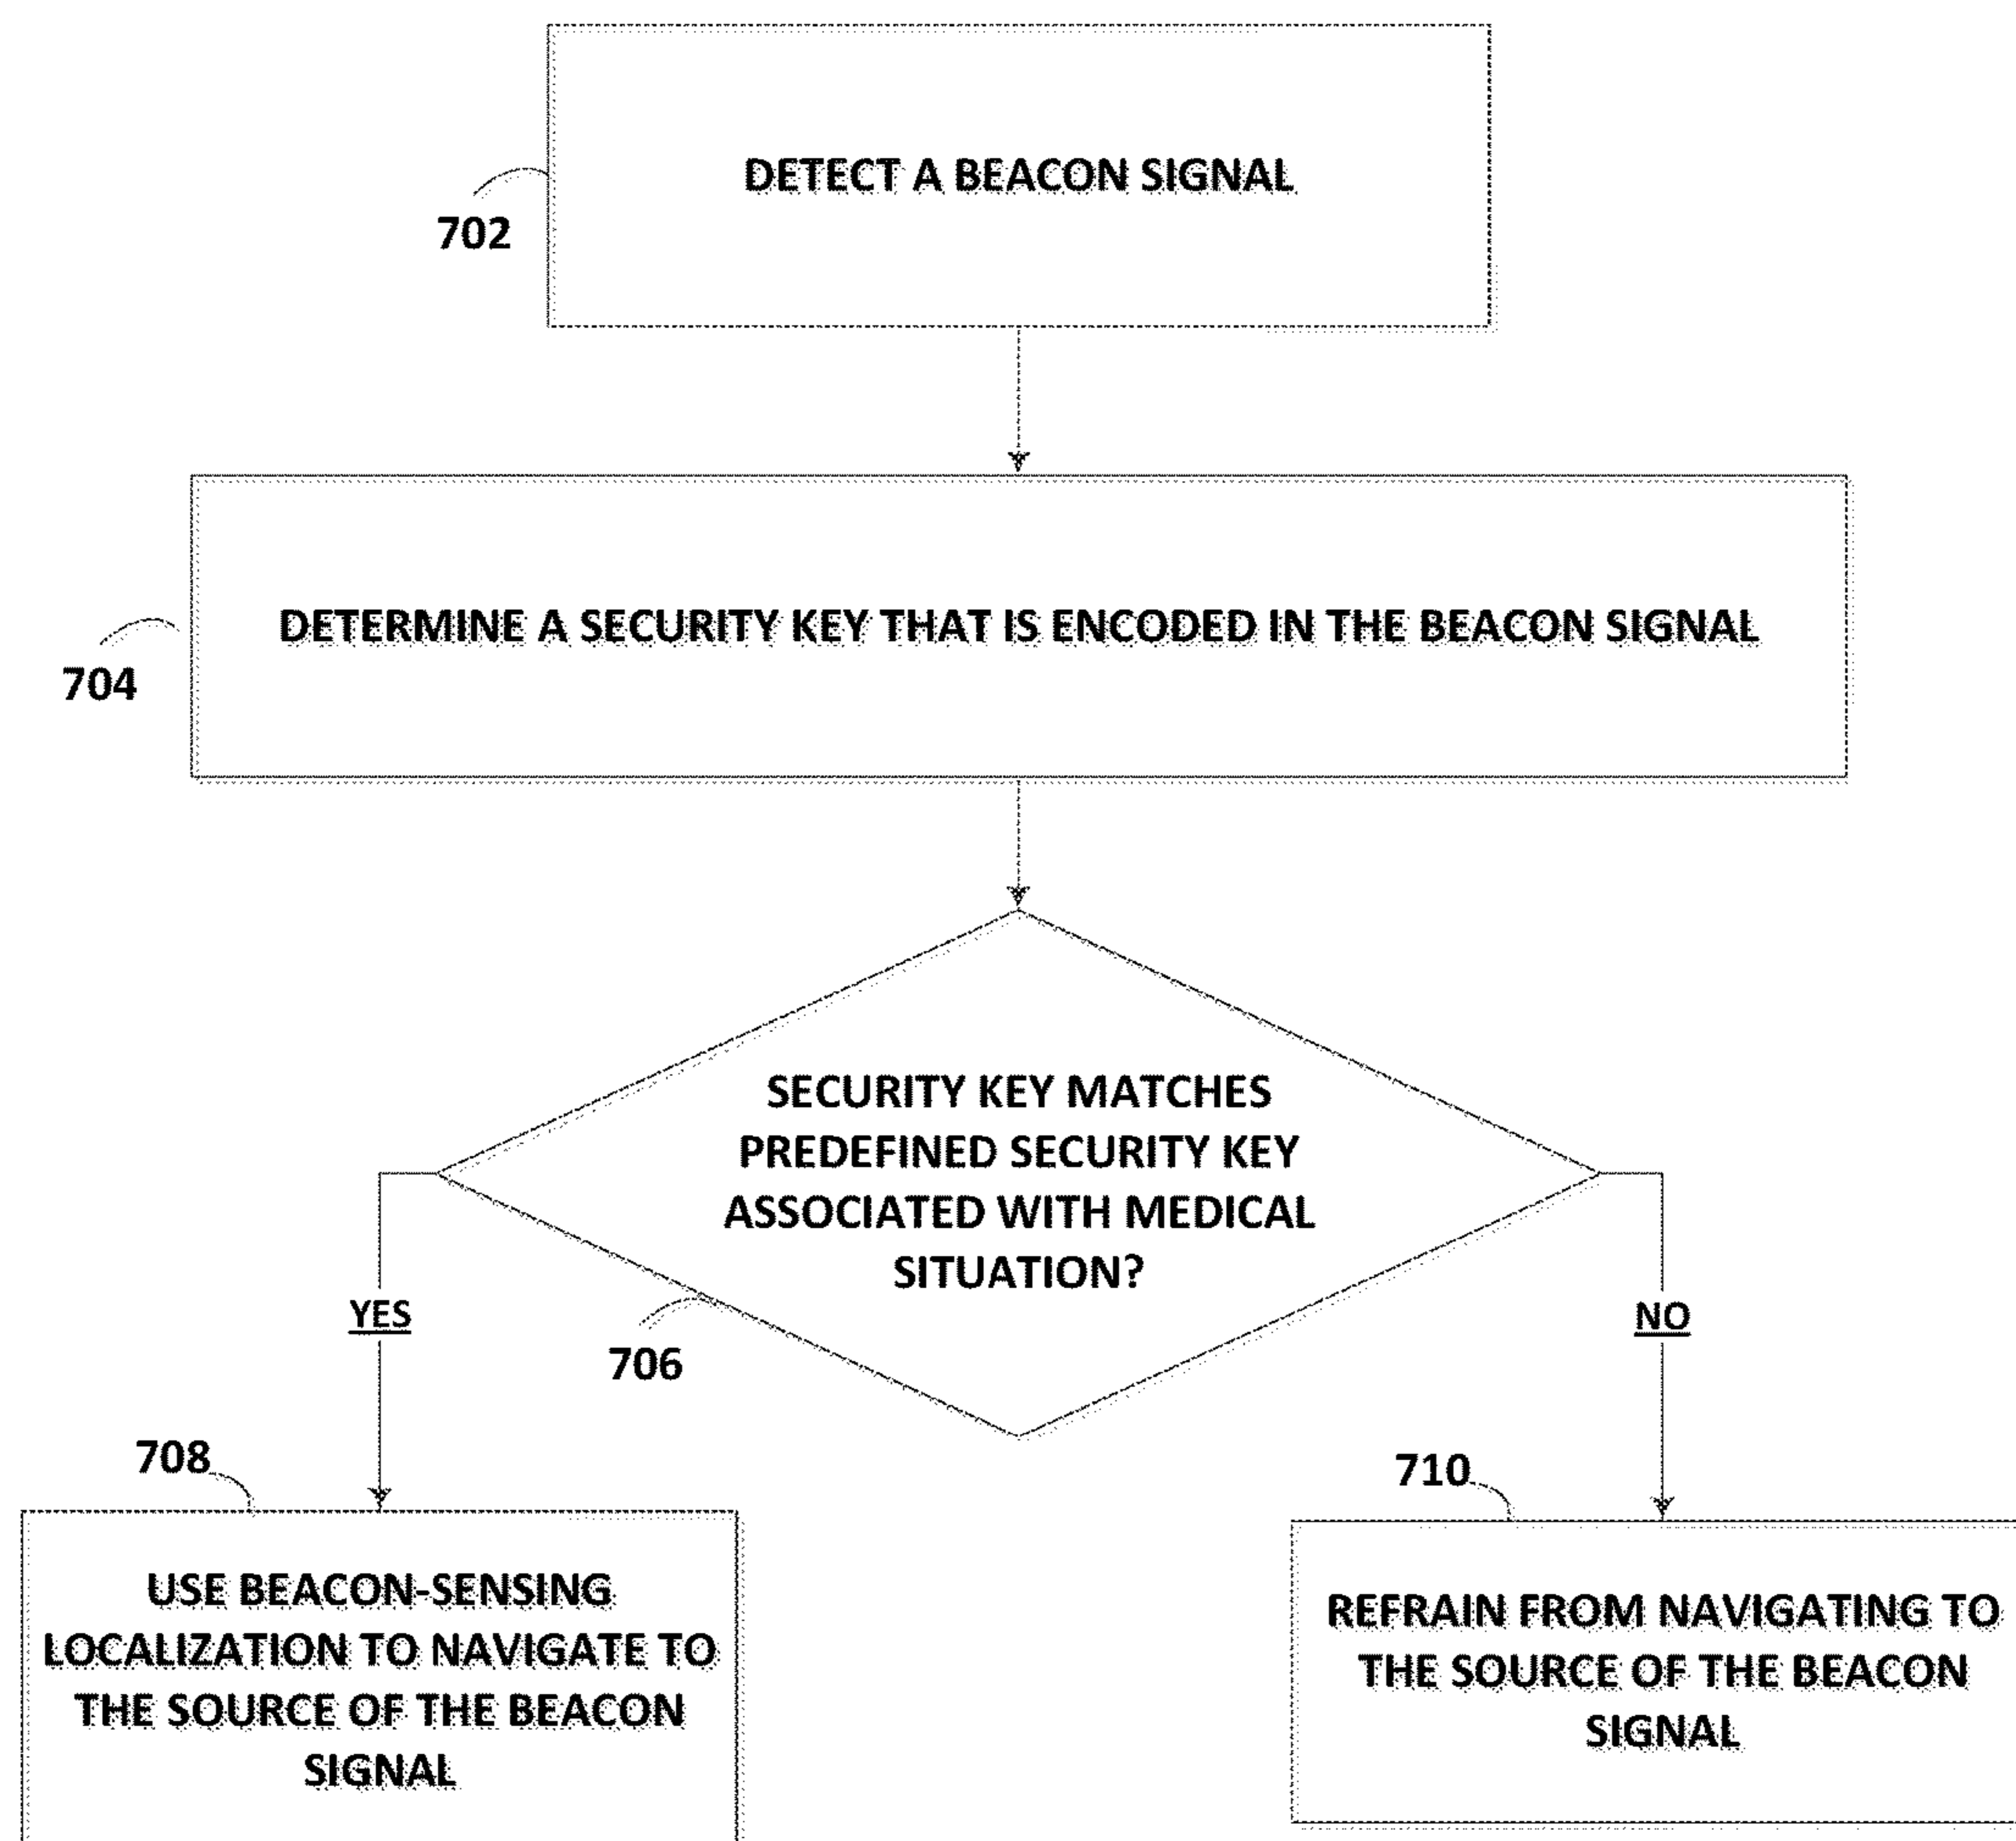 DETECT A BEACON SIGNAL
702
DETERMINE A SECURITY KEY THAT IS ENCODED IN THE BEACON SIGNAL
704
SECURITY KEY MATCHES
PREDEFINED SECURITY KEY
ASSOCIATED WITH MEDICAL
SITUATION?
YES
NO
706
708
710
USE BEACON-SENSING
LOCALIZATION TO NAVIGATE TO
THE SOURCE OF THE BEACON
SIGNAL
REFRAIN FROM NAVIGATING TO
THE SOURCE OF THE BEACON
SIGNAL